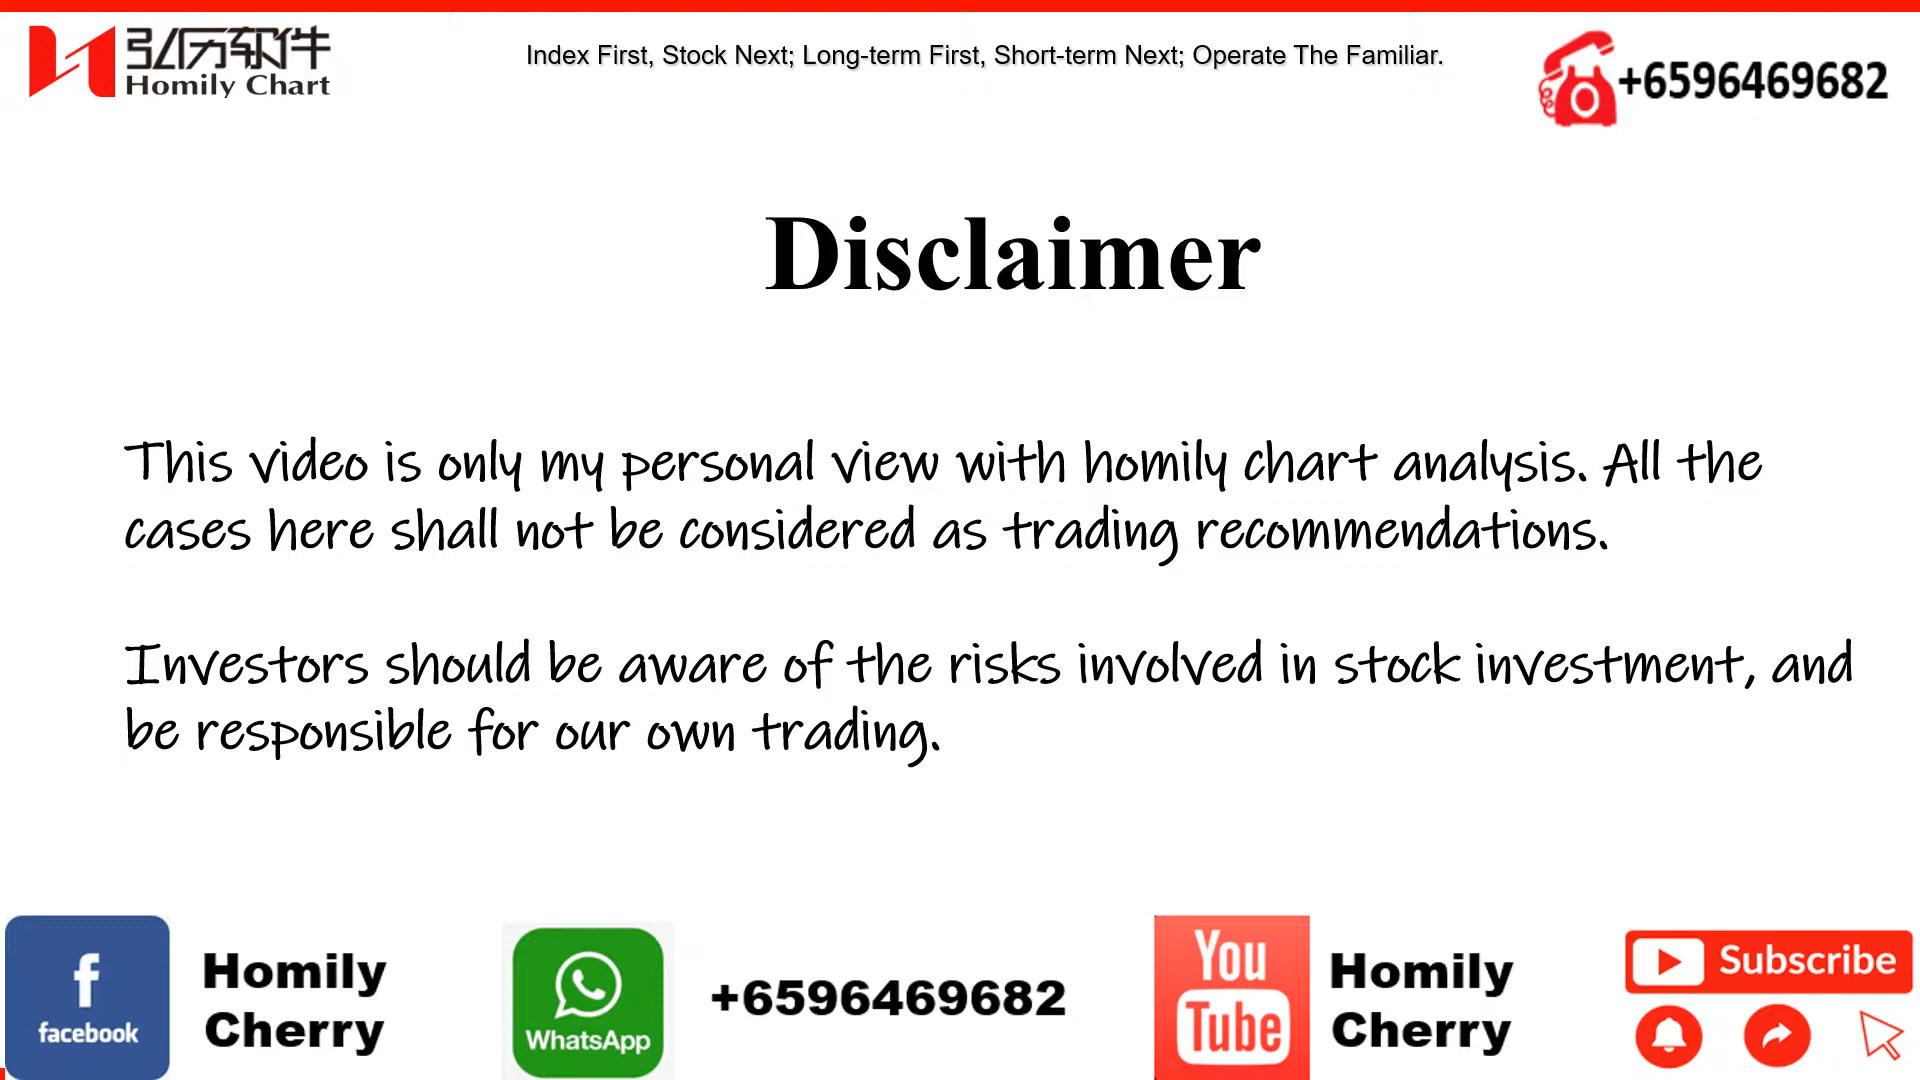 弘历软件
Homily Chart
Index First, Stock Next; Long-term First, Short-term Next; Operate The Familiar.
+6596469682
Disclaimer
This video is only my personal view with homily chart analysis. All the
cases here shall not be considered as trading recommendations.
Investors should be aware of the risks involved in stock investment, and
be responsible for our own trading.
f
facebook
Homily
Cherry
WhatsApp
+6596469682
You
Tube
Homily
Cherry
Subscribe